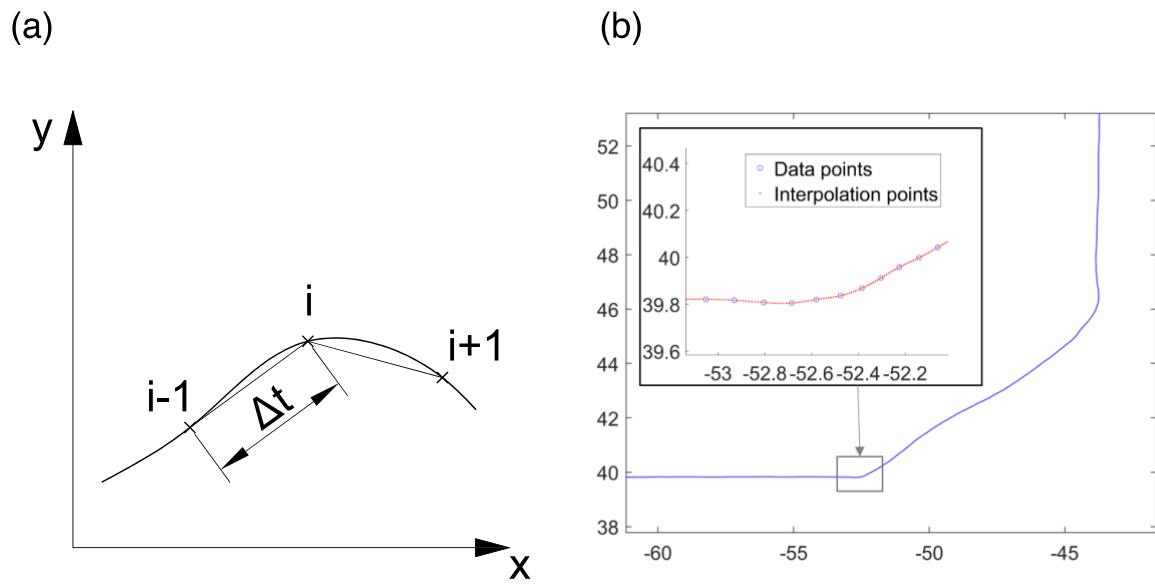 (a)
(b)
y
i
i+1
i-1
Δt
x
52
50
48
46
44
42
40
38
-60
-55
-50
-45
40.4
40.2
40
39.8
39.6
-53
-52.8
-52.6
-52.4
-52.2
Data points
Interpolation points